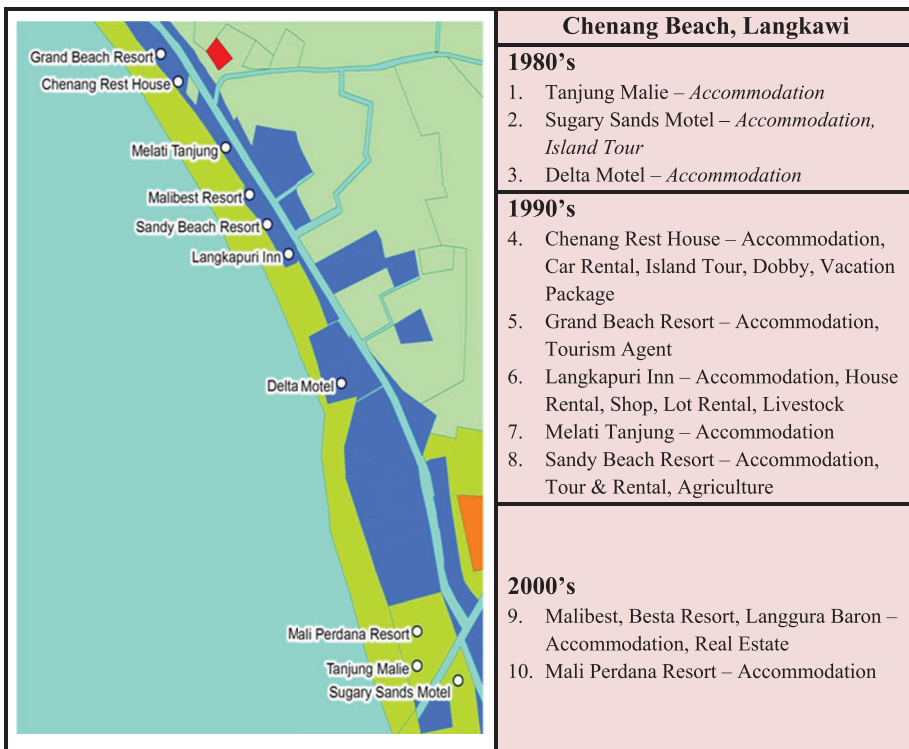 Grand Beach Resort
Chenang Rest House
Melati Tanjung
Malibest Resort
Sandy Beach Resort
Langkapuri Inn
Delta Motel
Mali Perdana Resort
Tanjung Malie
Sugary Sands Motel
Chenang Beach, Langkawi
1980’s
1. Tanjung Malie – Accommodation
2. Sugary Sands Motel – Accommodation,
Island Tour
3. Delta Motel – Accommodation
1990’s
4. Chenang Rest House – Accommodation,
Car Rental, Island Tour, Dobby, Vacation
Package
5. Grand Beach Resort – Accommodation,
Tourism Agent
6. Langkapuri Inn – Accommodation, House
Rental, Shop, Lot Rental, Livestock
7. Melati Tanjung – Accommodation
8. Sandy Beach Resort – Accommodation,
Tour & Rental, Agriculture
2000’s
9. Malibest, Besta Resort, Langgura Baron –
Accommodation, Real Estate
10. Mali Perdana Resort – Accommodation